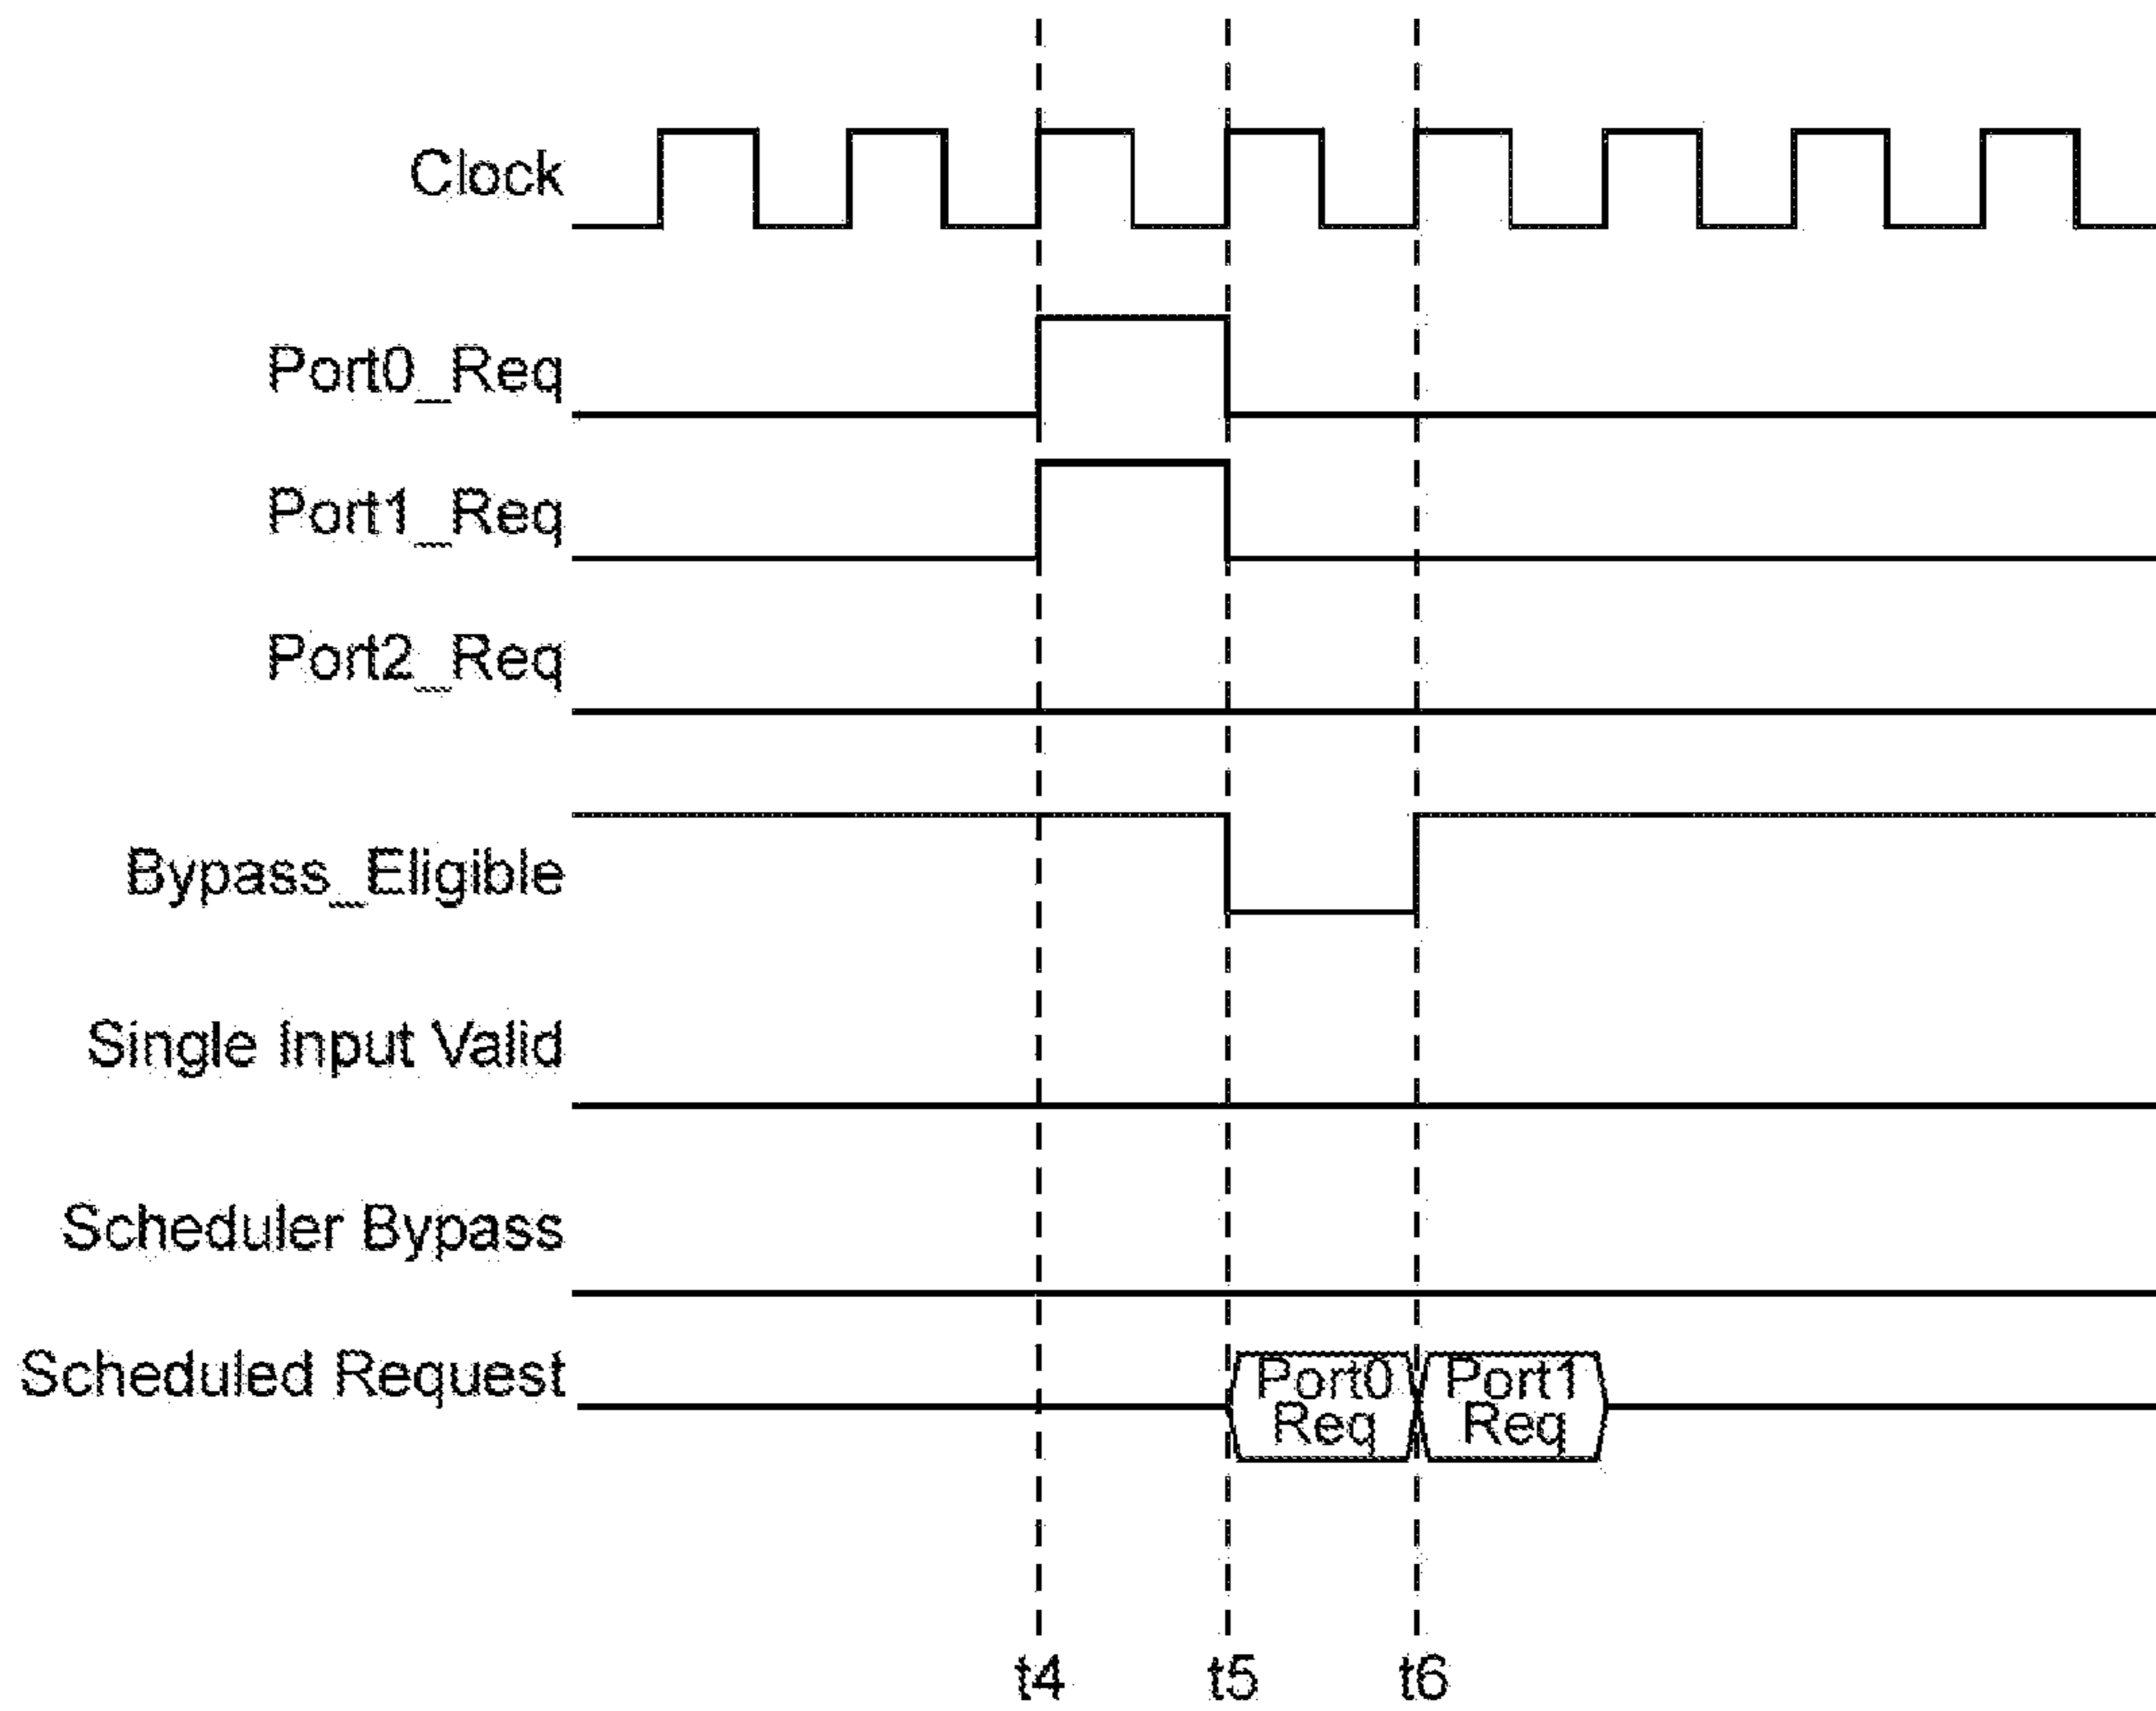 Clock
Port0_Req
Port1_Req
Port2_Req
Bypass_Eligible
Single Input Valid
Scheduler Bypass
Scheduled Request
Port0
Req
Port1
Req
t4
t5
t6